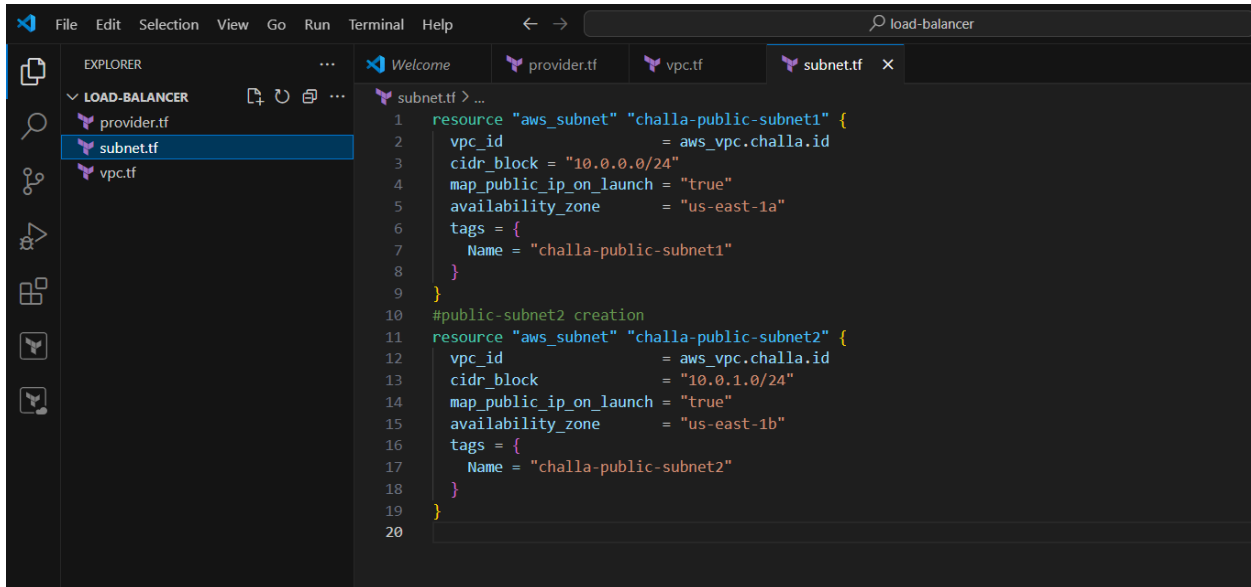 File Edit Selection View Go Run Terminal Help
load-balancer
EXPLORER
Welcome
provider.tf
vpc.tf
subnet.tf
LOAD-BALANCER
provider.tf
subnet.tf
vpc.tf
subnet.tf > ...
1 resource "aws_subnet" "challa-public-subnet1" {
2   vpc_id                  = aws_vpc.challa.id
3   cidr_block = "10.0.0.0/24"
4   map_public_ip_on_launch = "true"
5   availability_zone       = "us-east-1a"
6   tags = {
7     Name = "challa-public-subnet1"
8   }
9 }
10 #public-subnet2 creation
11 resource "aws_subnet" "challa-public-subnet2" {
12   vpc_id                  = aws_vpc.challa.id
13   cidr_block              = "10.0.1.0/24"
14   map_public_ip_on_launch = "true"
15   availability_zone       = "us-east-1b"
16   tags = {
17     Name = "challa-public-subnet2"
18   }
19 }
20